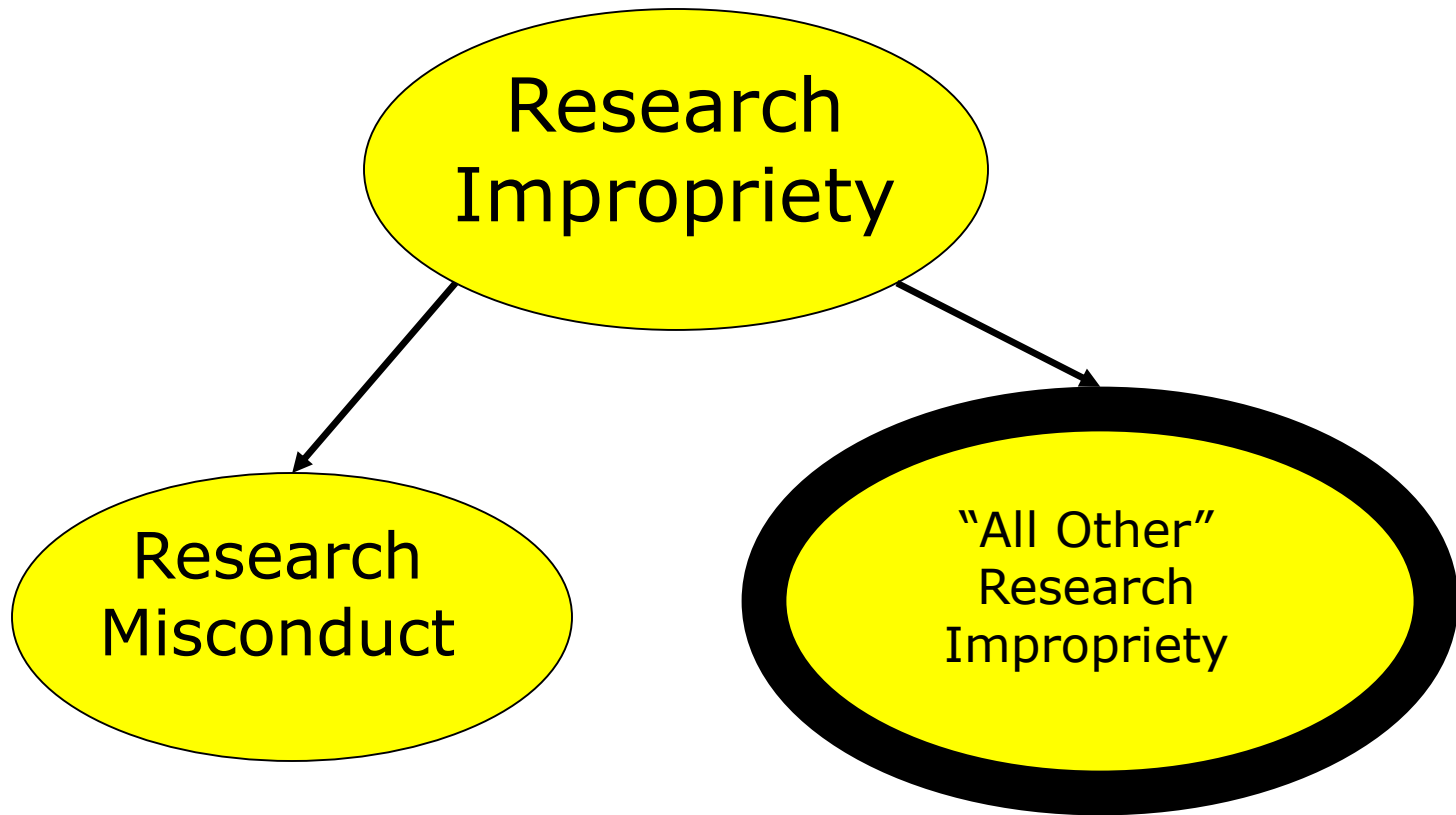 Research
Impropriety
Research
Misconduct
“All Other”
Research
Impropriety